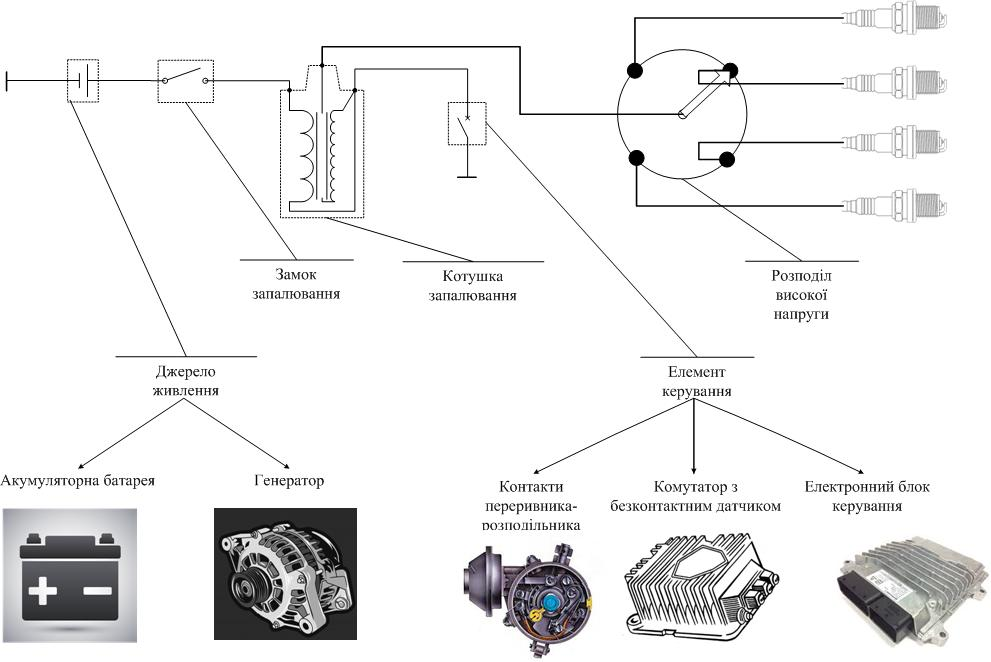 Замок
запалювання
Котушка
запалювання
Розподіл
високої
напруги
Джерело
живлення
Елемент
керування
Акумуляторна батарея
Генератор
Контакти
переривника-
розподільника
Комутатор з
безконтактним датчиком
Електронний блок
керування